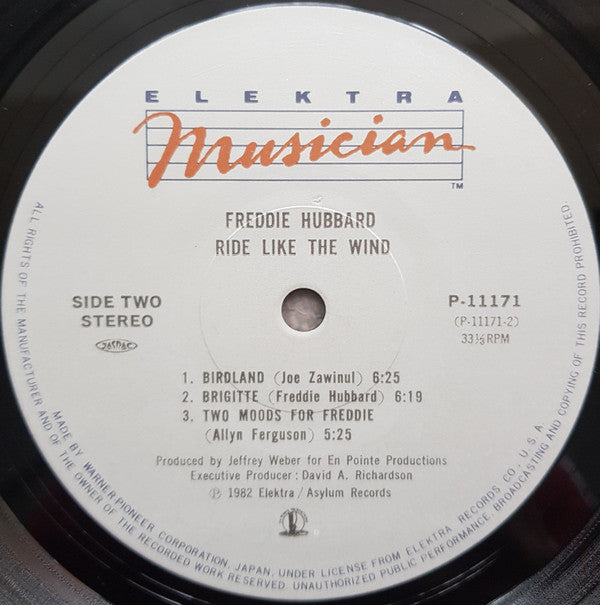 ELEKTRA
Musician
TM
FREDDIE HUBBARD
RIDE LIKE THE WIND
SIDE TWO
STEREO
JASRAC
P-11171
(P-11171-2)
33⅓RPM
1. BIRDLAND (Joe Zawinul) 6:25
2. BRIGITTE (Freddie Hubbard) 6:19
3. TWO MOODS FOR FREDDIE
(Allyn Ferguson) 5:25
Produced by Jeffrey Weber for En Pointe Productions
Executive Producer: David A. Richardson
℗ 1982 Elektra/Asylum Records
®
MADE BY WARNER-PIONEER CORPORATION, JAPAN, UNDER LICENSE FROM ELEKTRA RECORDS CO., U.S.A.
ALL RIGHTS OF THE MANUFACTURER AND OF THE OWNER OF THE RECORDED WORK RESERVED. UNAUTHORIZED PUBLIC PERFORMANCE, BROADCASTING AND COPYING OF THIS RECORD PROHIBITED.